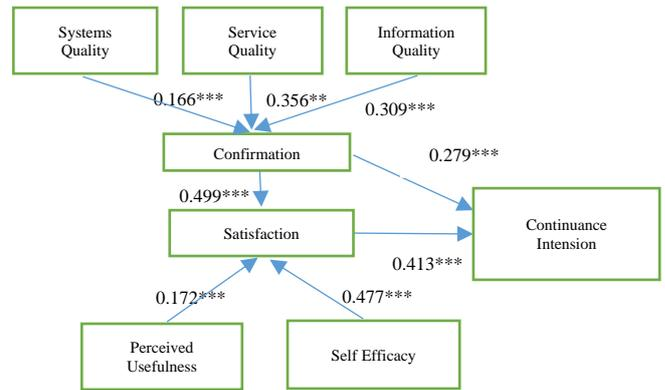 Systems
Quality
Service
Quality
Information
Quality
0.166***
0.356**
0.309***
Confirmation
0.279***
0.499***
Satisfaction
Continuance
Intension
0.413***
0.172***
0.477***
Perceived
Usefulness
Self Efficacy